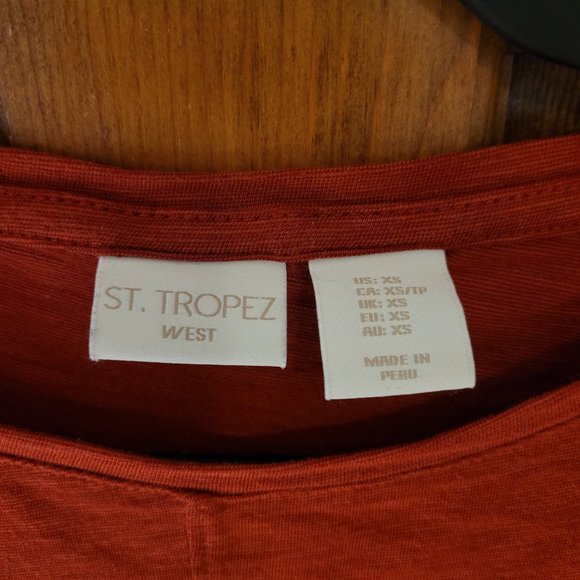 ST. TROPEZ
WEST
US: XS
CA: XS/TP
UK: XS
EU: XS
AU: XS
MADE IN
PERU